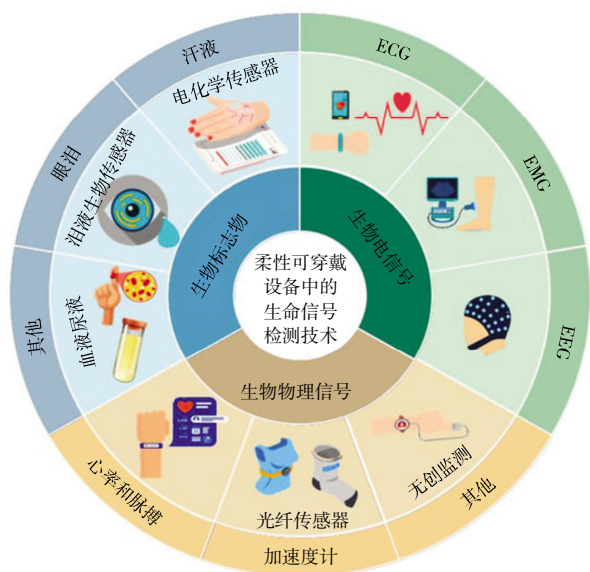 汗液
ECG
电化学传感器
眼泪
泪液生物传感器
EMG
生物标志物
生物电信号
柔性可穿戴
设备中的
生命信号
检测技术
其他
血液尿液
EEG
生物物理信号
心率和脉搏
光纤传感器
加速度计
无创监测
其他